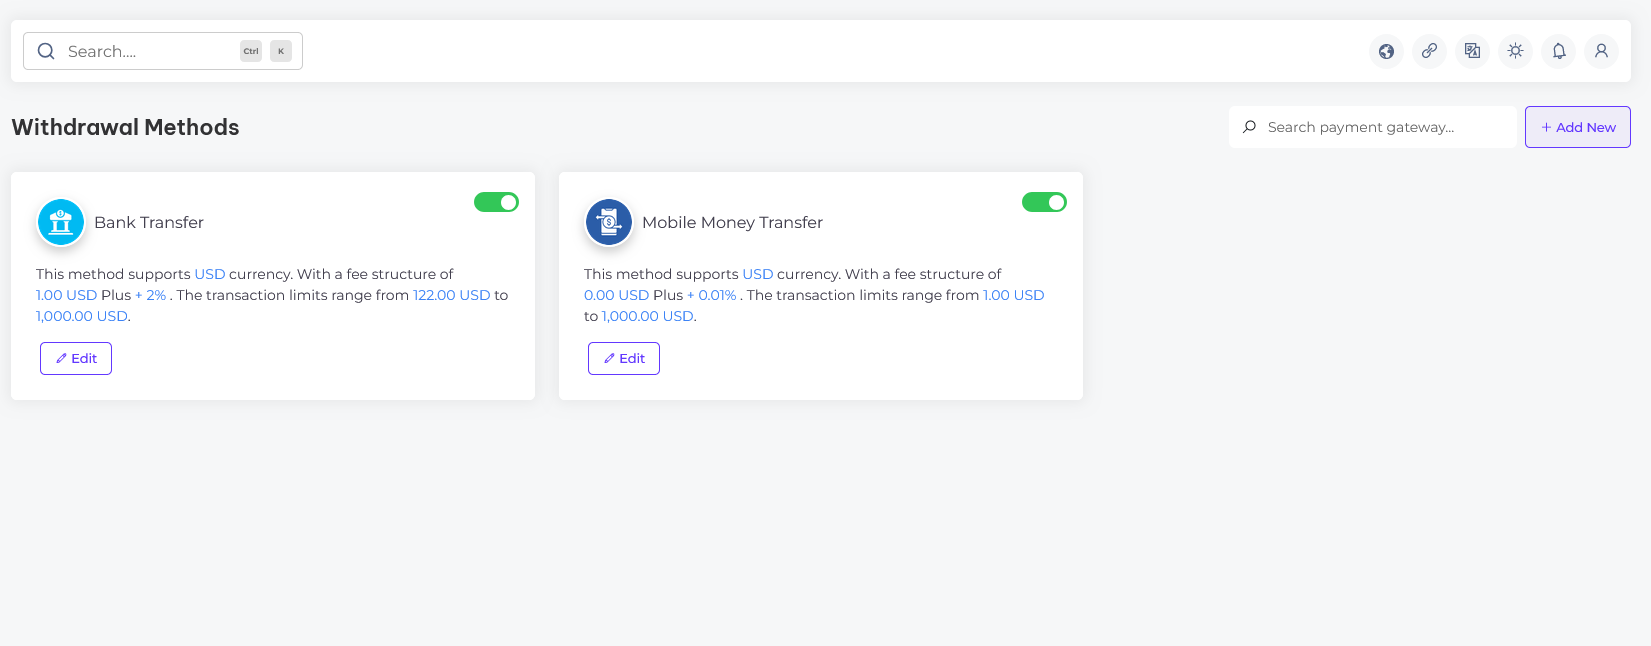 Search.... Ctrl K
Withdrawal Methods
Search payment gateway...
+ Add New
Bank Transfer
This method supports USD currency. With a fee structure of
1.00 USD Plus + 2% . The transaction limits range from 122.00 USD to
1,000.00 USD.
Edit
Mobile Money Transfer
This method supports USD currency. With a fee structure of
0.00 USD Plus + 0.01% . The transaction limits range from 1.00 USD
to 1,000.00 USD.
Edit